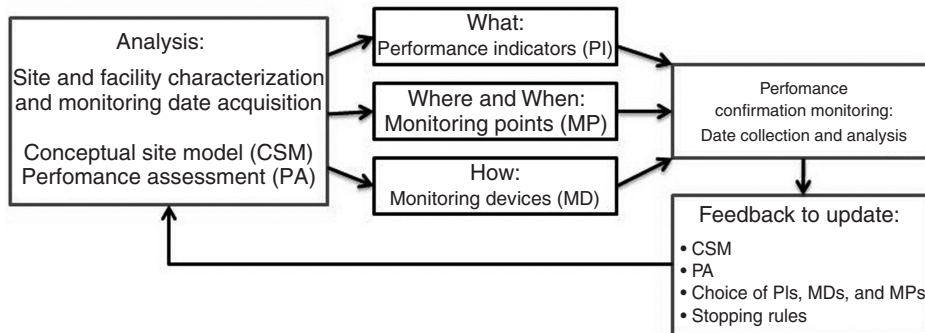 Analysis:
Site and facility characterization
and monitoring date acquisition
Conceptual site model (CSM)
Perfomance assessment (PA)
What:
Performance indicators (PI)
Where and When:
Monitoring points (MP)
How:
Monitoring devices (MD)
Perfomance
confirmation monitoring:
Date collection and analysis
Feedback to update:
• CSM
• PA
• Choice of PIs, MDs, and MPs
• Stopping rules